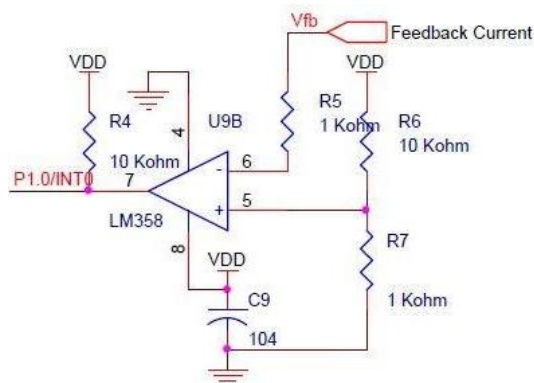 Vfb
Feedback Current
VDD
VDD
R4
U9B
R5
1 Kohm
R6
10 Kohm
4
10 Kohm
6
-
P1.0/INT0
7
5
+
LM358
8
R7
VDD
1 Kohm
C9
104